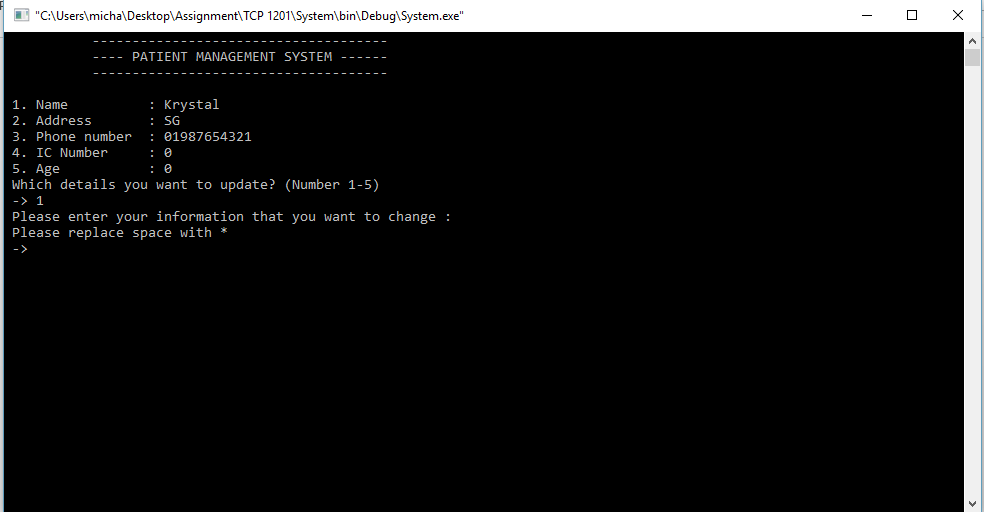 "C:\Users\micha\Desktop\Assignment\TCP 1201\System\bin\Debug\System.exe"
-------------------------------------
---- PATIENT MANAGEMENT SYSTEM ------
-------------------------------------
1. Name          : Krystal
2. Address       : SG
3. Phone number  : 01987654321
4. IC Number     : 0
5. Age           : 0
Which details you want to update? (Number 1-5)
-> 1
Please enter your information that you want to change :
Please replace space with *
->